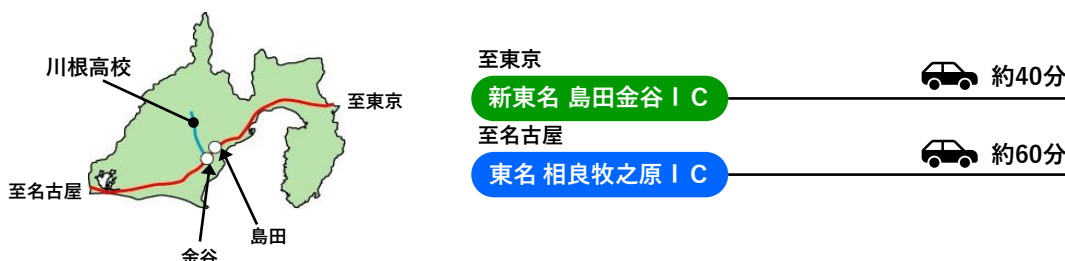 川根高校
至東京
至名古屋
島田
金谷
至東京
新東名 島田金谷ＩＣ
約40分
至名古屋
東名 相良牧之原ＩＣ
約60分